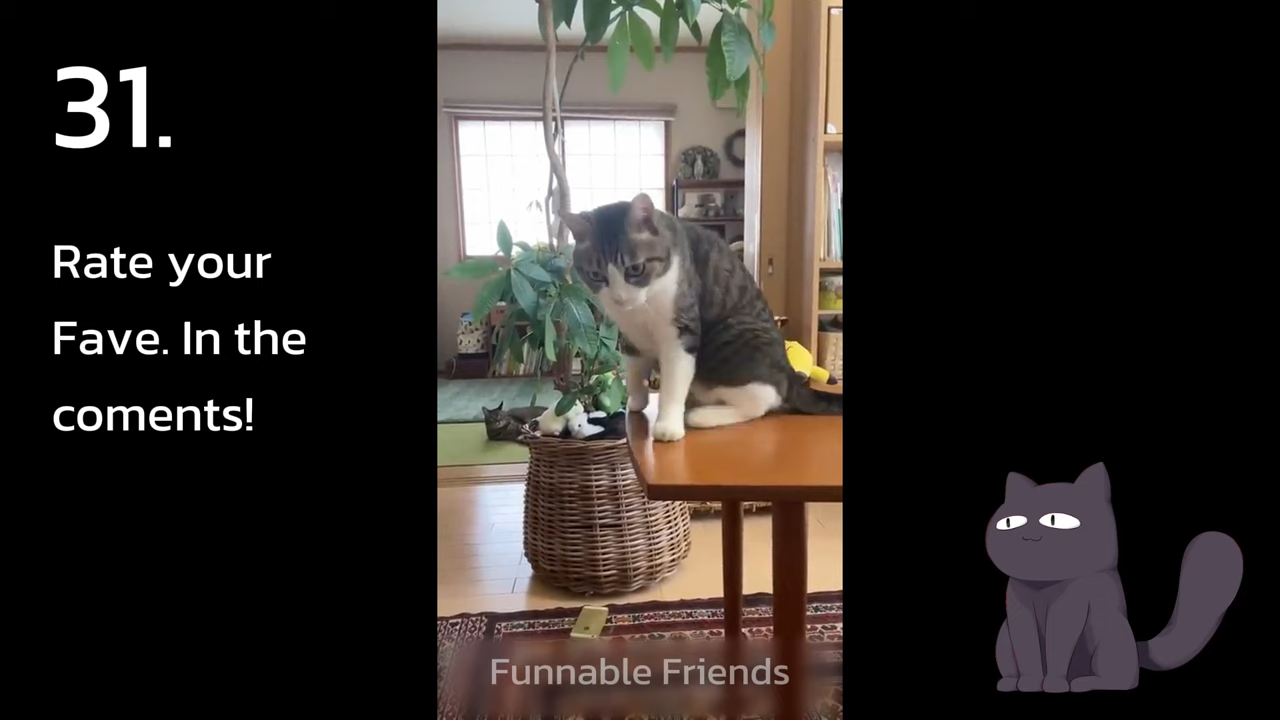 31.
Rate your
Fave. In the
coments!
Funnable Friends